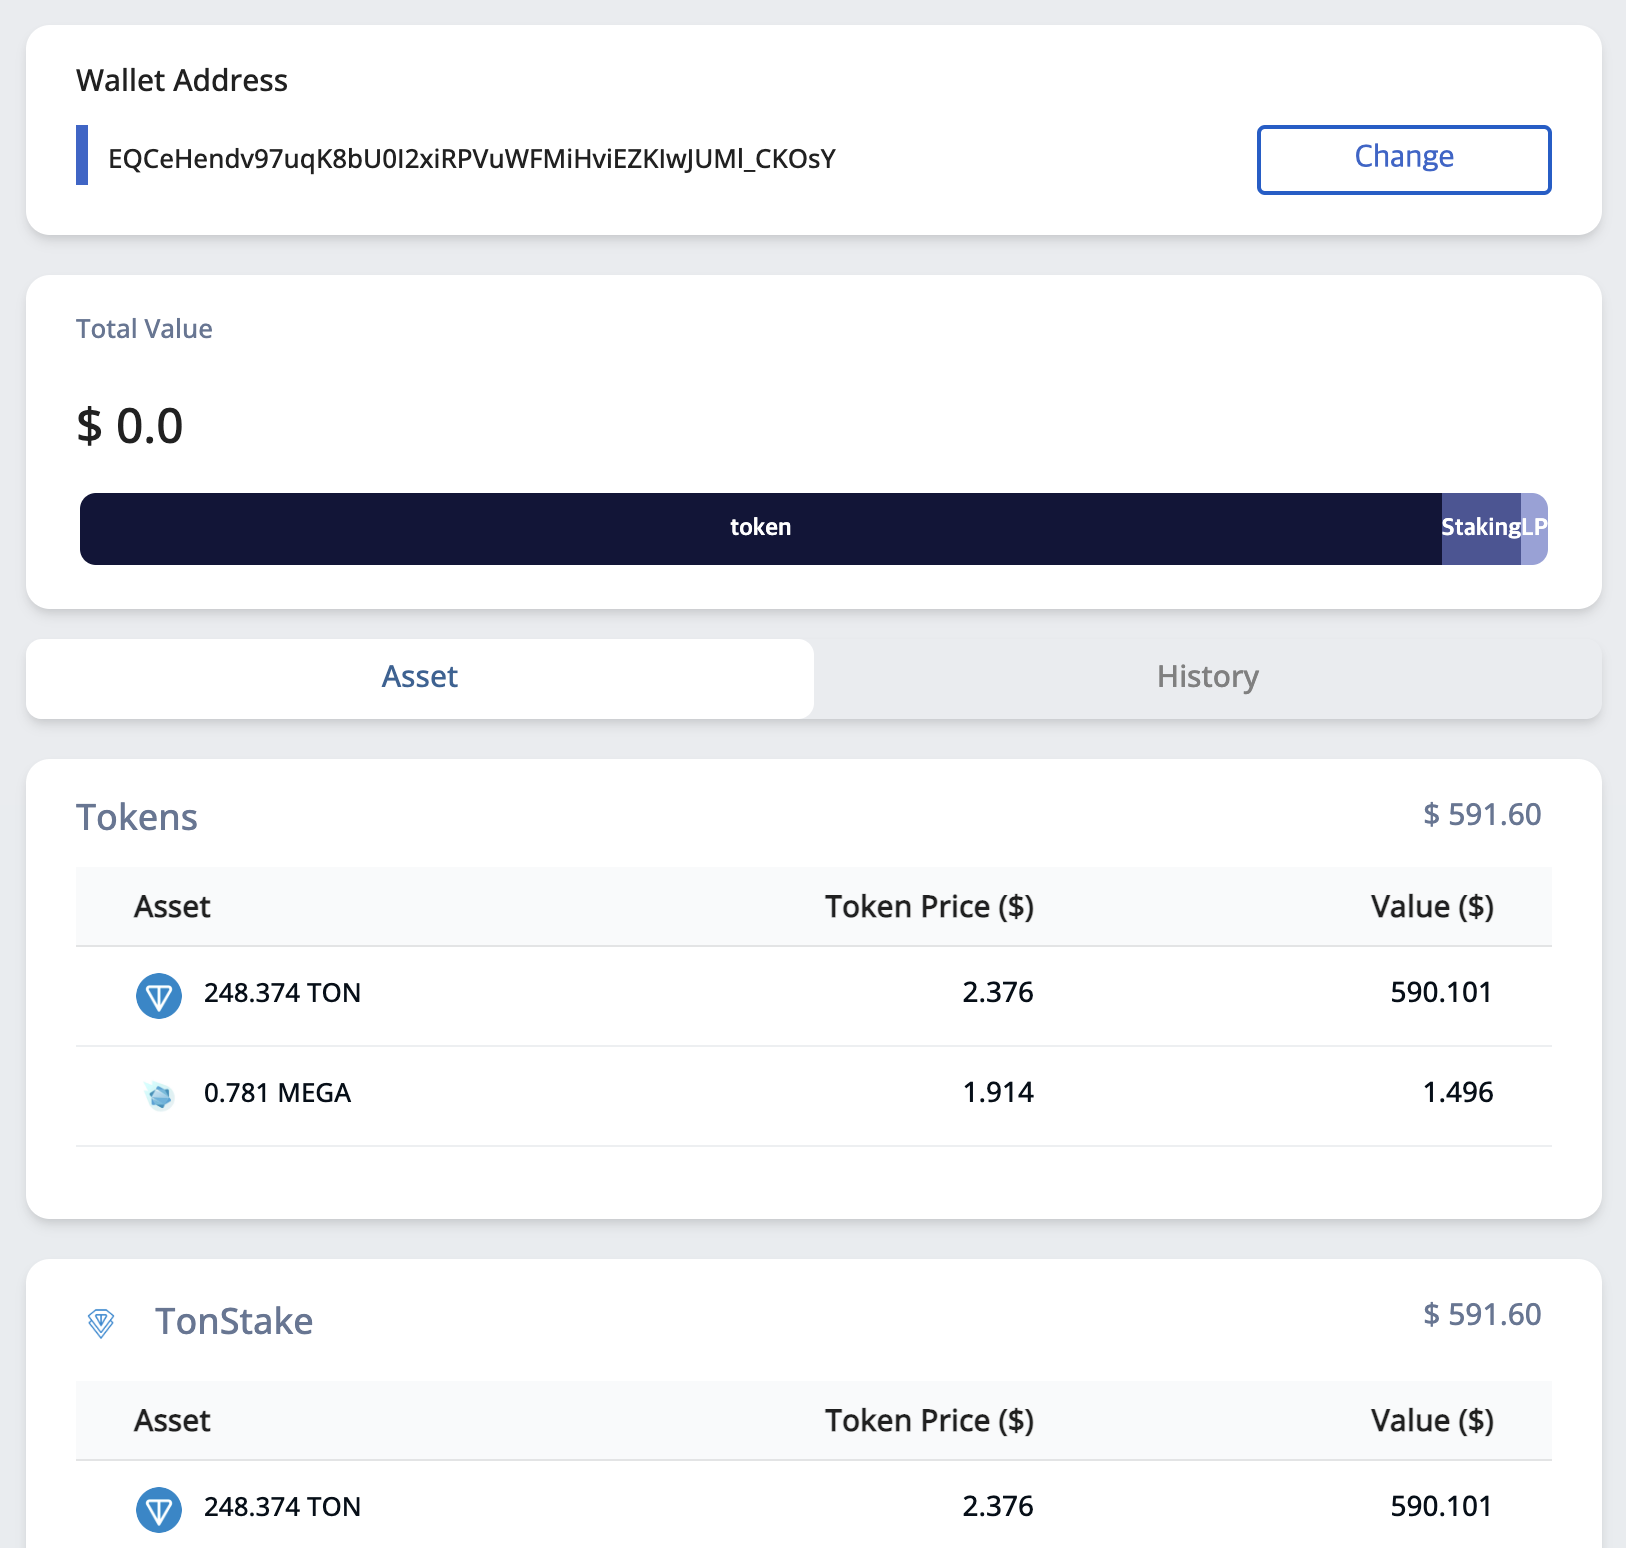 Wallet Address
EQCeHendv97uqK8bU0I2xiRPVuWFMiHviEZKIwJUMl_CKOsY
Change
Total Value
$ 0.0
token Staking LP
Asset History
Tokens $ 591.60
Asset Token Price ($) Value ($)
248.374 TON 2.376 590.101
0.781 MEGA 1.914 1.496
TonStake $ 591.60
Asset Token Price ($) Value ($)
248.374 TON 2.376 590.101